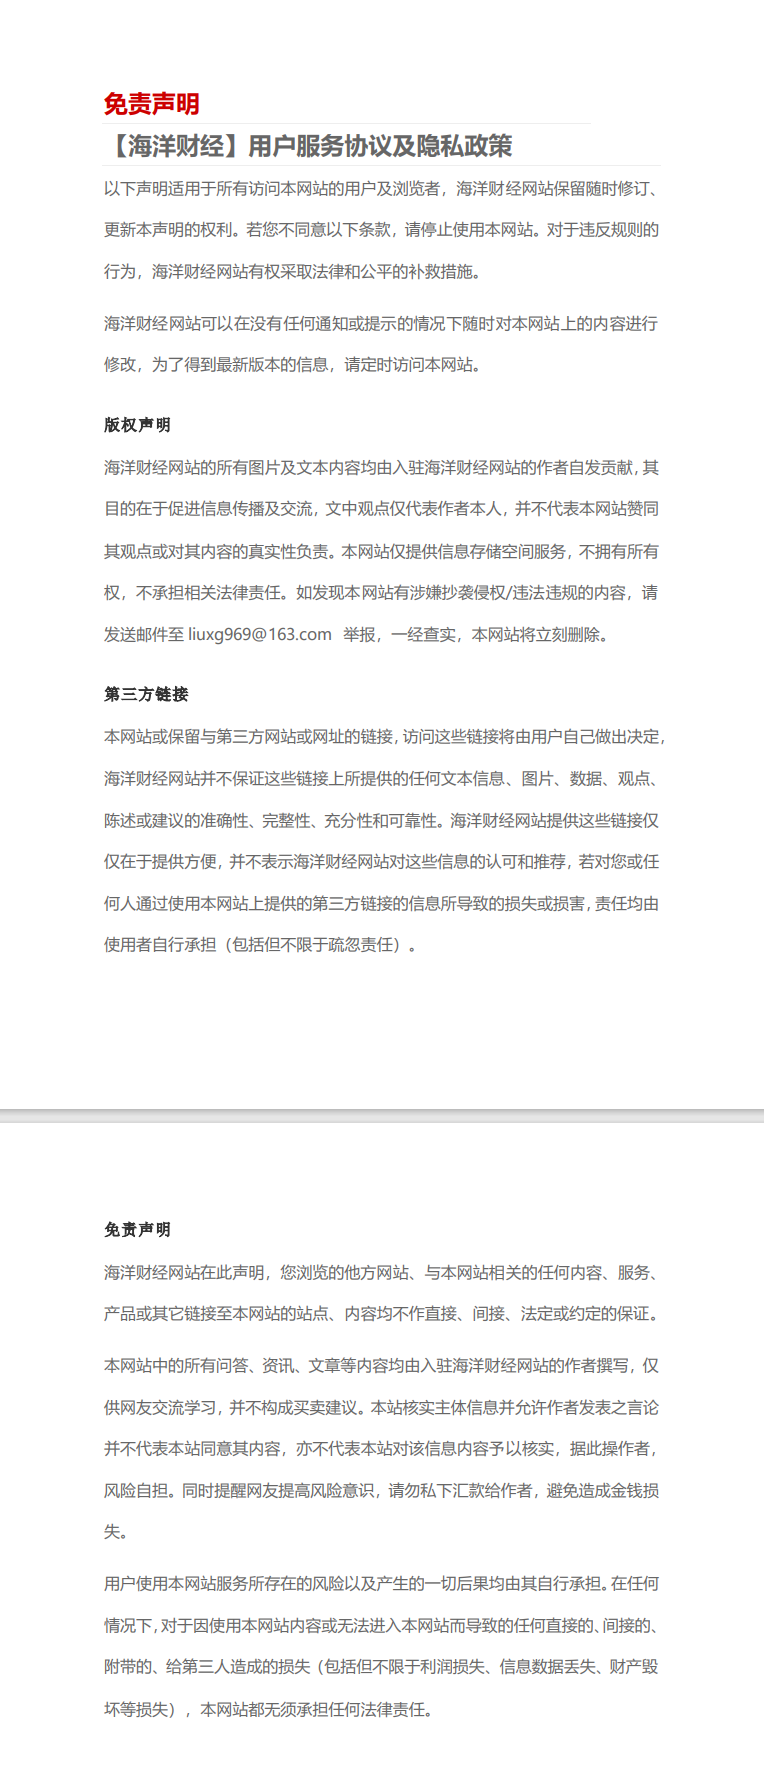 免责声明
【海洋财经】用户服务协议及隐私政策
以下声明适用于所有访问本网站的用户及浏览者，海洋财经网站保留随时修订、
更新本声明的权利。若您不同意以下条款，请停止使用本网站。对于违反规则的
行为，海洋财经网站有权采取法律和公平的补救措施。
海洋财经网站可以在没有任何通知或提示的情况下随时对本网站上的内容进行
修改，为了得到最新版本的信息，请定时访问本网站。
版权声明
海洋财经网站的所有图片及文本内容均由入驻海洋财经网站的作者自发贡献，其
目的在于促进信息传播及交流，文中观点仅代表作者本人，并不代表本网站赞同
其观点或对其内容的真实性负责。本网站仅提供信息存储空间服务，不拥有所有
权，不承担相关法律责任。如发现本网站有涉嫌抄袭侵权/违法违规的内容，请
发送邮件至 liuxg969@163.com 举报，一经查实，本网站将立刻删除。
第三方链接
本网站或保留与第三方网站或网址的链接，访问这些链接将由用户自己做出决定，
海洋财经网站并不保证这些链接上所提供的任何文本信息、图片、数据、观点、
陈述或建议的准确性、完整性、充分性和可靠性。海洋财经网站提供这些链接仅
仅在于提供方便，并不表示海洋财经网站对这些信息的认可和推荐，若对您或任
何人通过使用本网站上提供的第三方链接的信息所导致的损失或损害，责任均由
使用者自行承担（包括但不限于疏忽责任）。
免责声明
海洋财经网站在此声明，您浏览的他方网站、与本网站相关的任何内容、服务、
产品或其它链接至本网站的站点、内容均不作直接、间接、法定或约定的保证。
本网站中的所有问答、资讯、文章等内容均由入驻海洋财经网站的作者撰写，仅
供网友交流学习，并不构成买卖建议。本站核实主体信息并允许作者发表之言论
并不代表本站同意其内容，亦不代表本站对该信息内容予以核实，据此操作者，
风险自担。同时提醒网友提高风险意识，请勿私下汇款给作者，避免造成金钱损
失。
用户使用本网站服务所存在的风险以及产生的一切后果均由其自行承担。在任何
情况下，对于因使用本网站内容或无法进入本网站而导致的任何直接的、间接的、
附带的、给第三人造成的损失（包括但不限于利润损失、信息数据丢失、财产毁
坏等损失），本网站都无须承担任何法律责任。